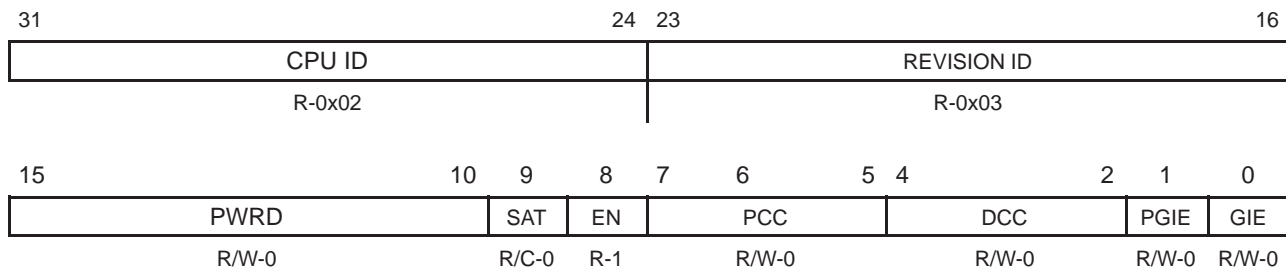 31 24 23 16
CPU ID REVISION ID
R-0x02 R-0x03
15 10 9 8 7 6 5 4 2 1 0
PWRD SAT EN PCC DCC PGIE GIE
R/W-0 R/C-0 R-1 R/W-0 R/W-0 R/W-0 R/W-0